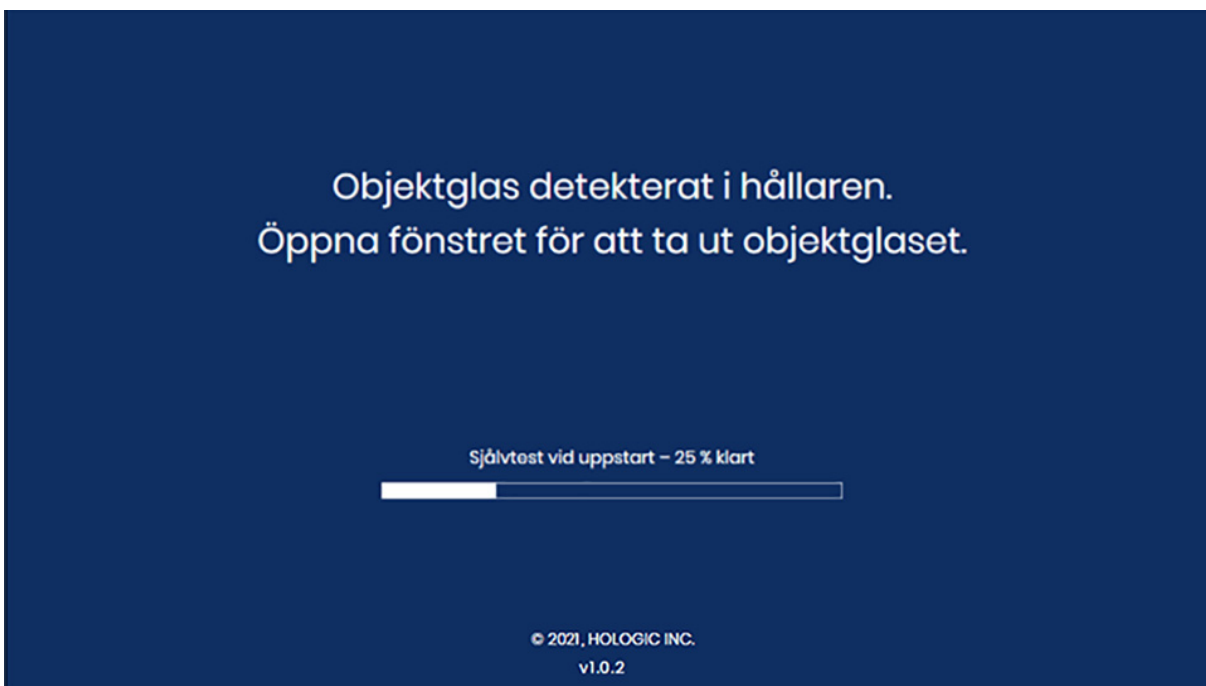 Objektglas detekterat i hållaren.
Öppna fönstret för att ta ut objektglaset.
Självtest vid uppstart – 25 % klart
© 2021, HOLOGIC INC.
v1.0.2